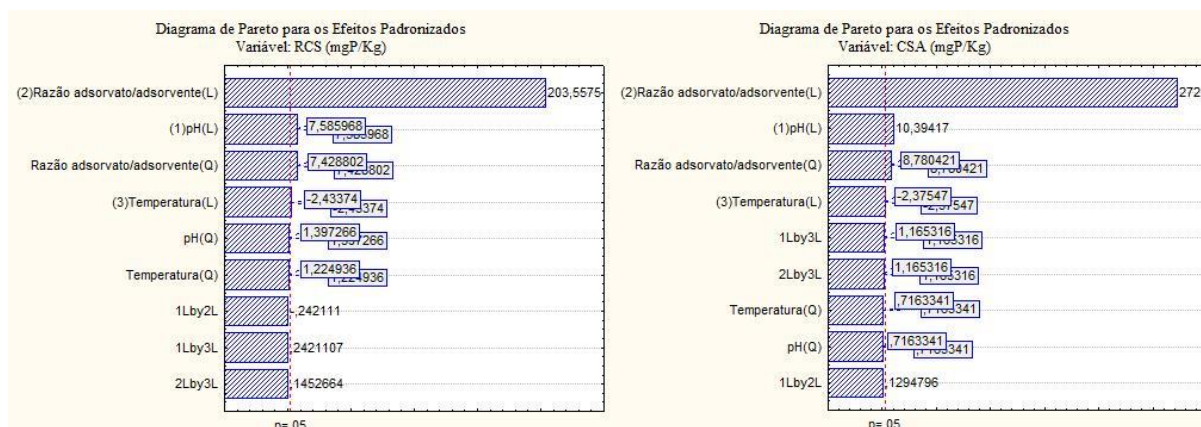 Diagrama de Pareto para os Efeitos Padronizados
Variável: RCS (mgP/Kg)
(2)Razão adsorvato/adsorvente(L)
203,5575
(1)pH(L)
7,585968
Razão adsorvato/adsorvente(Q)
7,428802
(3)Temperatura(L)
-2,43374
pH(Q)
1,397266
Temperatura(Q)
1,224936
1Lby2L
-,242111
1Lby3L
,2421107
2Lby3L
,1452664
p=,05
Diagrama de Pareto para os Efeitos Padronizados
Variável: CSA (mgP/Kg)
(2)Razão adsorvato/adsorvente(L)
272
(1)pH(L)
10,39417
Razão adsorvato/adsorvente(Q)
8,780421
(3)Temperatura(L)
-2,37547
1Lby3L
1,165316
2Lby3L
1,165316
Temperatura(Q)
,7163341
pH(Q)
,7163341
1Lby2L
,1294796
p=,05